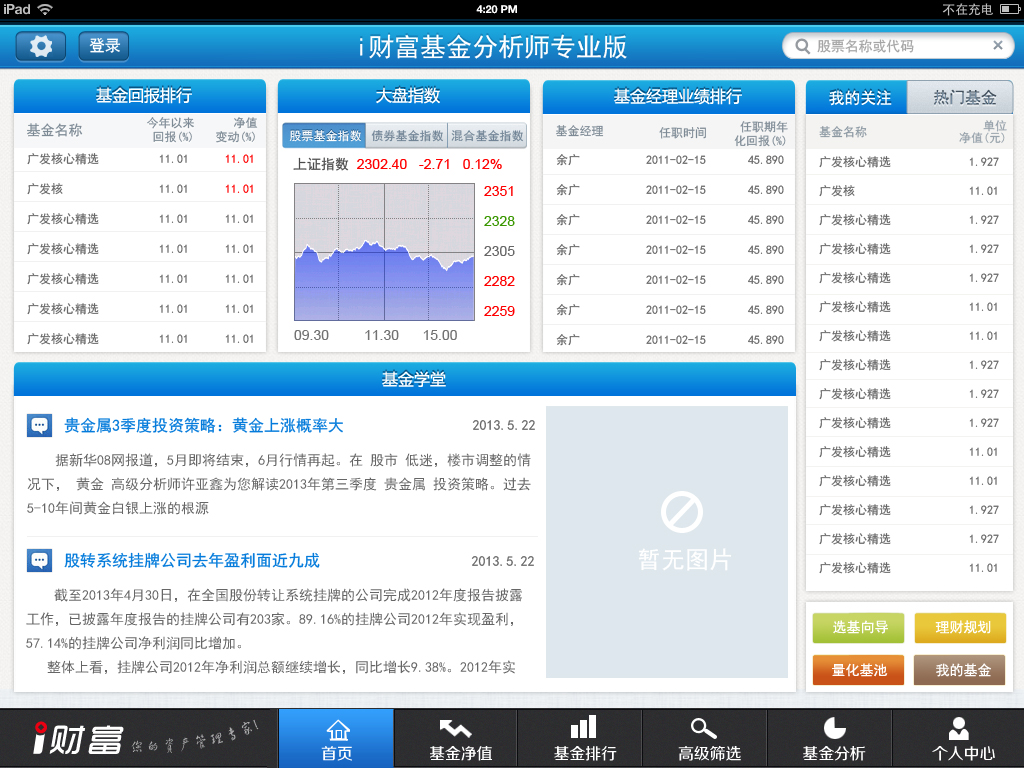 iPad 4:20 PM 不在充电
登录 i财富基金分析师专业版 股票名称或代码
基金回报排行
基金名称 今年以来回报(%) 净值变动(%)
广发核心精选 11.01 11.01
广发核 11.01 11.01
广发核心精选 11.01 11.01
广发核心精选 11.01 11.01
广发核心精选 11.01 11.01
广发核心精选 11.01 11.01
广发核心精选 11.01 11.01
大盘指数
股票基金指数 债券基金指数 混合基金指数
上证指数 2302.40 -2.71 0.12%
2351
2328
2305
2282
2259
09.30 11.30 15.00
基金经理业绩排行
基金经理 任职时间 任职期年化回报(%)
余广 2011-02-15 45.890
余广 2011-02-15 45.890
余广 2011-02-15 45.890
余广 2011-02-15 45.890
余广 2011-02-15 45.890
余广 2011-02-15 45.890
余广 2011-02-15 45.890
我的关注 热门基金
基金名称 单位净值(元)
广发核心精选 1.927
广发核 11.01
广发核心精选 1.927
广发核心精选 1.927
广发核心精选 1.927
广发核心精选 11.01
广发核心精选 11.01
广发核心精选 1.927
广发核心精选 1.927
广发核心精选 1.927
广发核心精选 11.01
广发核心精选 11.01
广发核心精选 1.927
广发核心精选 1.927
广发核心精选 11.01
基金学堂
贵金属3季度投资策略：黄金上涨概率大 2013.5.22
据新华08网报道，5月即将结束，6月行情再起。在 股市 低迷，楼市调整的情
况下， 黄金 高级分析师许亚鑫为您解读2013年第三季度 贵金属 投资策略。过去
5-10年间黄金白银上涨的根源
股转系统挂牌公司去年盈利面近九成 2013.5.22
截至2013年4月30日，在全国股份转让系统挂牌的公司完成2012年度报告披露
工作，已披露年度报告的挂牌公司有203家。89.16%的挂牌公司2012年实现盈利，
57.14%的挂牌公司净利润同比增加。
整体上看，挂牌公司2012年净利润总额继续增长，同比增长9.38%。2012年实
暂无图片
选基向导 理财规划
量化基池 我的基金
i财富 你的资产管理专家!
首页 基金净值 基金排行 高级筛选 基金分析 个人中心